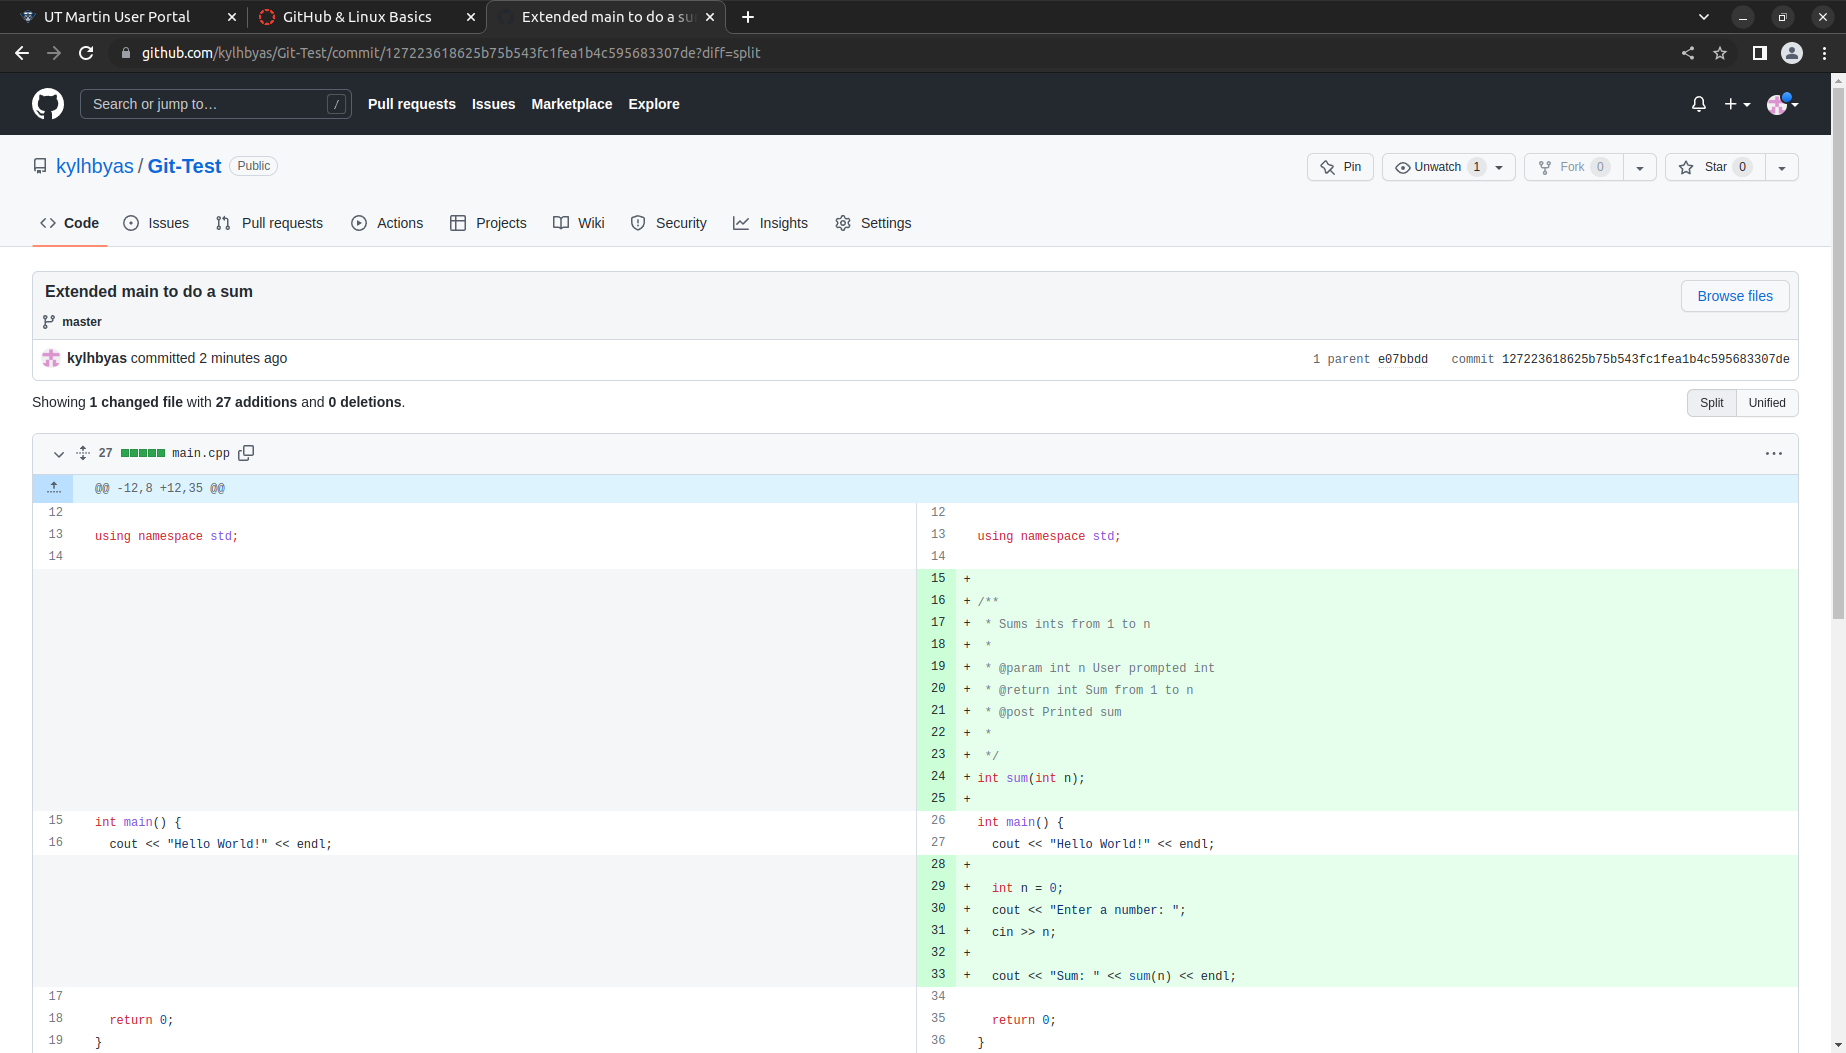 UT Martin User Portal
GitHub & Linux Basics
Extended main to do a su
github.com/kylhbyas/Git-Test/commit/127223618625b75b543fc1fea1b4c595683307de?diff=split
Search or jump to… /
Pull requests Issues Marketplace Explore
kylhbyas / Git-Test Public
Pin Unwatch 1 Fork 0 Star 0
Code Issues Pull requests Actions Projects Wiki Security Insights Settings
Extended main to do a sum
Browse files
master
kylhbyas committed 2 minutes ago
1 parent e07bbdd commit 127223618625b75b543fc1fea1b4c595683307de
Showing 1 changed file with 27 additions and 0 deletions.
Split Unified
27 main.cpp
@@ -12,8 +12,35 @@
12 12
13 using namespace std; 13 using namespace std;
14 14
15 +
16 + /**
17 + * Sums ints from 1 to n
18 + *
19 + * @param int n User prompted int
20 + * @return int Sum from 1 to n
21 + * @post Printed sum
22 + *
23 + */
24 + int sum(int n);
25 +
15 int main() { 26 int main() {
16 cout << "Hello World!" << endl; 27 cout << "Hello World!" << endl;
28 +
29 + int n = 0;
30 + cout << "Enter a number: ";
31 + cin >> n;
32 +
33 + cout << "Sum: " << sum(n) << endl;
17 34
18 return 0; 35 return 0;
19 } 36 }